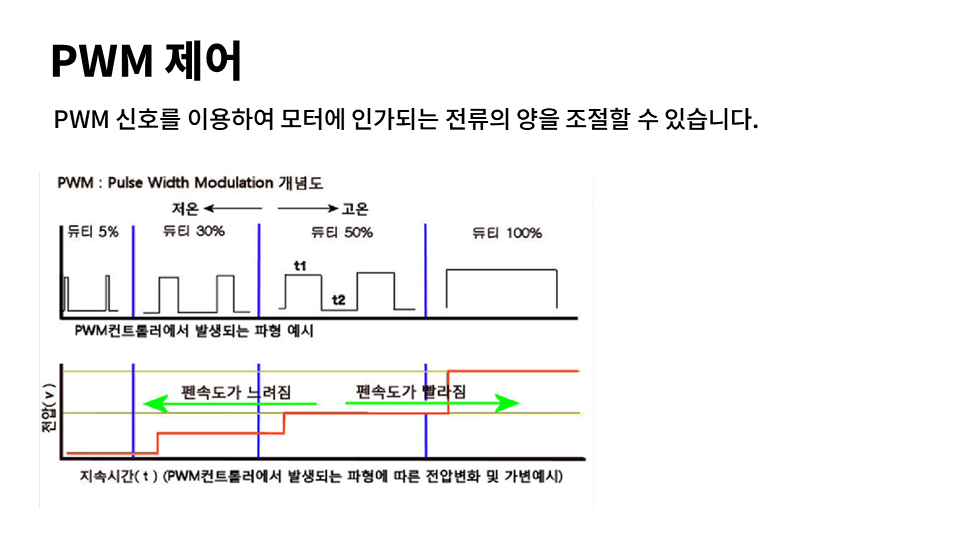 PWM 제어
PWM 신호를 이용하여 모터에 인가되는 전류의 양을 조절할 수 있습니다.
PWM : Pulse Width Modulation 개념도
저온 고온
듀티 5% 듀티 30% 듀티 50% 듀티 100%
t1
t2
PWM컨트롤러에서 발생되는 파형 예시
펜속도가 느려짐 펜속도가 빨라짐
전압( v )
지속시간( t ) (PWM컨트롤러에서 발생되는 파형에 따른 전압변화 및 가변예시)